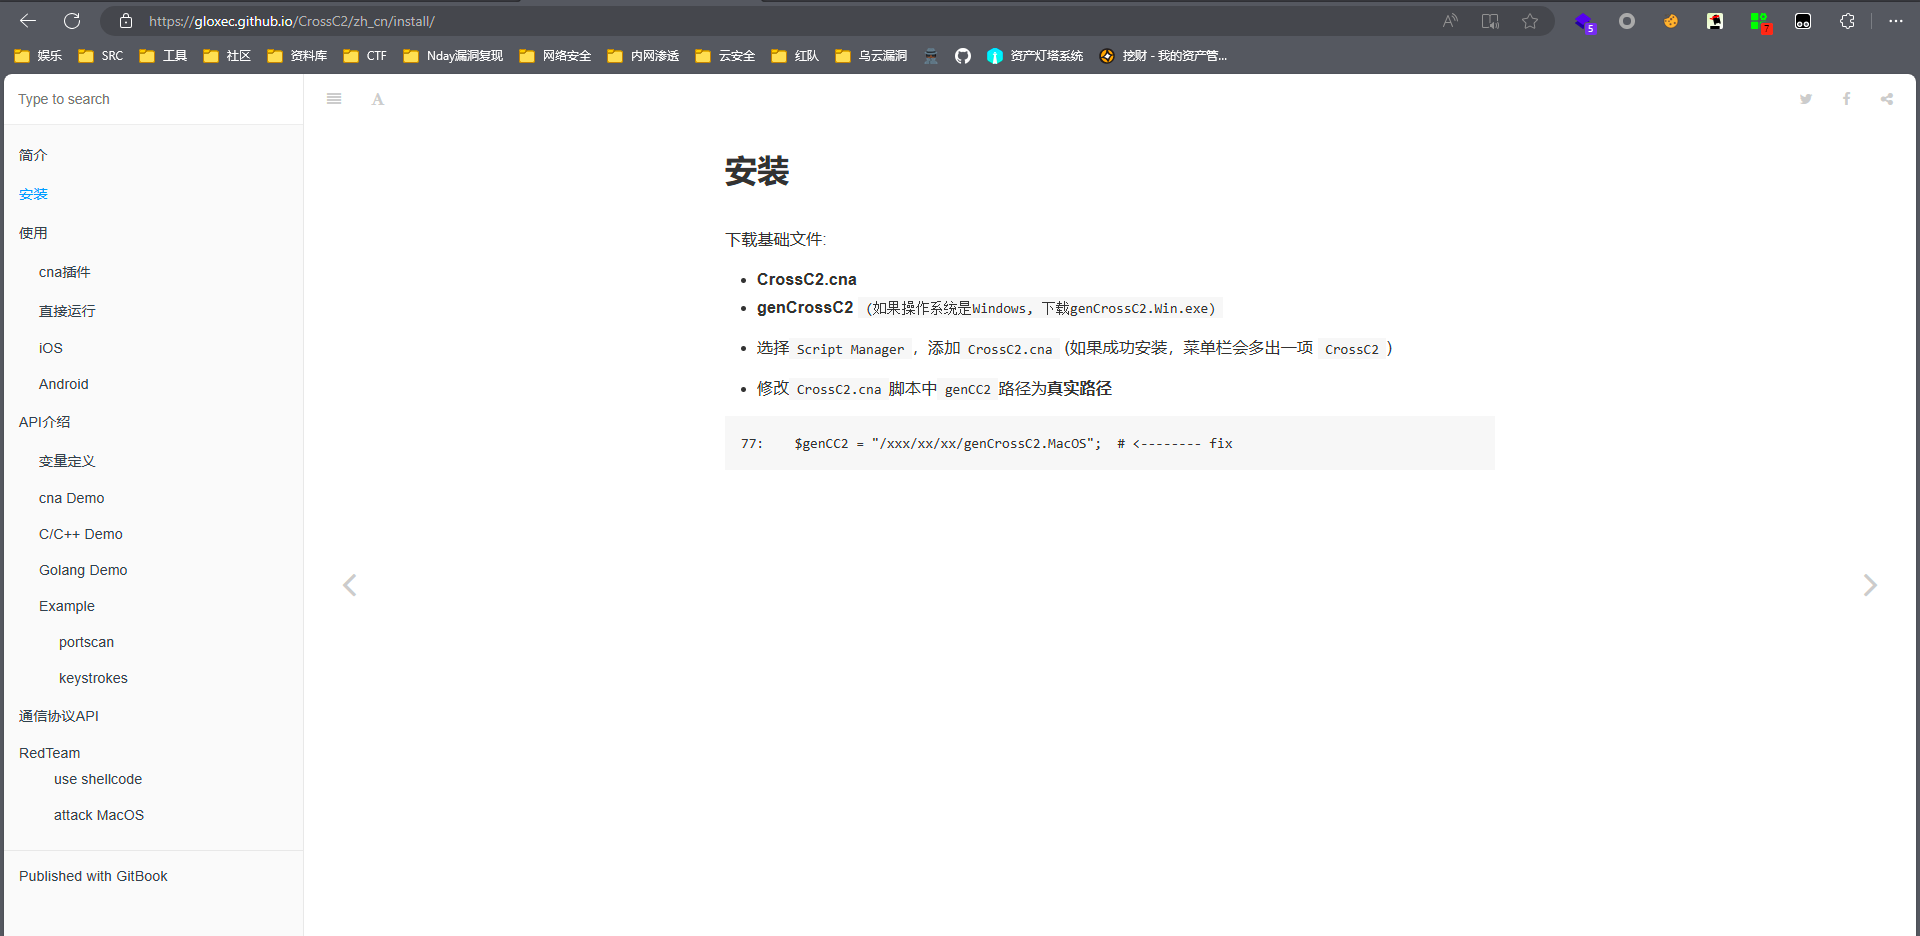 https://gloxec.github.io/CrossC2/zh_cn/install/
5
7
娱乐 SRC 工具 社区 资料库 CTF Nday漏洞复现 网络安全 内网渗透 云安全 红队 乌云漏洞 资产灯塔系统 挖财 - 我的资产管...
Type to search
A
简介
安装
使用
cna插件
直接运行
iOS
Android
API介绍
变量定义
cna Demo
C/C++ Demo
Golang Demo
Example
portscan
keystrokes
通信协议API
RedTeam
use shellcode
attack MacOS
Published with GitBook
安装
下载基础文件:
• CrossC2.cna
• genCrossC2 (如果操作系统是Windows, 下载genCrossC2.Win.exe)
• 选择 Script Manager ，添加 CrossC2.cna (如果成功安装，菜单栏会多出一项 CrossC2 )
• 修改 CrossC2.cna 脚本中 genCC2 路径为真实路径
77:    $genCC2 = "/xxx/xx/xx/genCrossC2.MacOS";  # <-------- fix